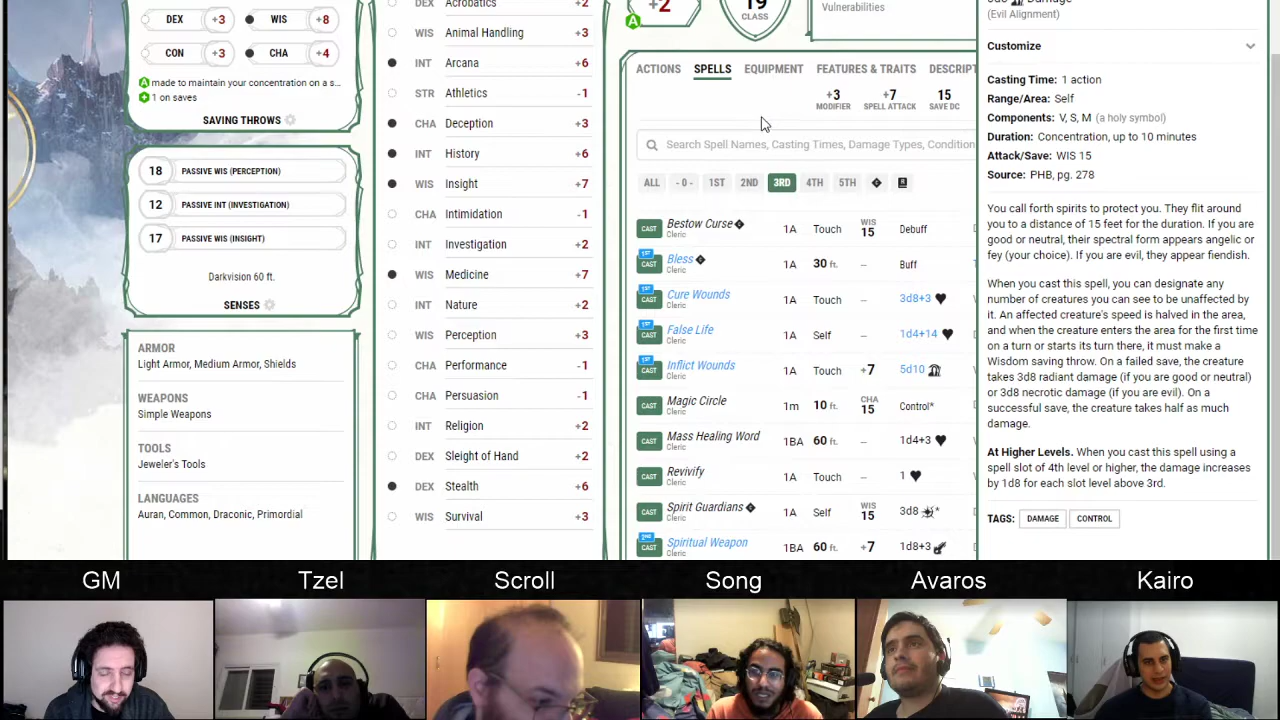 DEX +3 WIS +8
CON +3 CHA +4
A made to maintain your concentration on a s...
1 on saves
SAVING THROWS
18 PASSIVE WIS (PERCEPTION)
12 PASSIVE INT (INVESTIGATION)
17 PASSIVE WIS (INSIGHT)
Darkvision 60 ft.
SENSES
ARMOR
Light Armor, Medium Armor, Shields
WEAPONS
Simple Weapons
TOOLS
Jeweler's Tools
LANGUAGES
Auran, Common, Draconic, Primordial
DEX Acrobatics +2
WIS Animal Handling +3
INT Arcana +6
STR Athletics -1
CHA Deception +3
INT History +6
WIS Insight +7
CHA Intimidation -1
INT Investigation +2
WIS Medicine +7
INT Nature +2
WIS Perception +3
CHA Performance -1
CHA Persuasion -1
INT Religion +2
DEX Sleight of Hand +2
DEX Stealth +6
WIS Survival +3
+2
A
19
CLASS
Vulnerabilities
ACTIONS SPELLS EQUIPMENT FEATURES & TRAITS DESCRIPT
+3 +7 15
MODIFIER SPELL ATTACK SAVE DC
Search Spell Names, Casting Times, Damage Types, Condition
ALL - 0 - 1ST 2ND 3RD 4TH 5TH R
CAST Bestow Curse Cleric 1A Touch WIS 15 Debuff
1ST CAST Bless Cleric 1A 30 ft. -- Buff
1ST CAST Cure Wounds Cleric 1A Touch -- 3d8+3
1ST CAST False Life Cleric 1A Self -- 1d4+14
1ST CAST Inflict Wounds Cleric 1A Touch +7 5d10
CAST Magic Circle Cleric 1m 10 ft. CHA 15 Control*
CAST Mass Healing Word Cleric 1BA 60 ft. -- 1d4+3
CAST Revivify Cleric 1A Touch -- 1
CAST Spirit Guardians Cleric 1A Self WIS 15 3d8 *
2ND CAST Spiritual Weapon Cleric 1BA 60 ft. +7 1d8+3
(Evil Alignment)
Customize
Casting Time: 1 action
Range/Area: Self
Components: V, S, M (a holy symbol)
Duration: Concentration, up to 10 minutes
Attack/Save: WIS 15
Source: PHB, pg. 278
You call forth spirits to protect you. They flit around
you to a distance of 15 feet for the duration. If you are
good or neutral, their spectral form appears angelic or
fey (your choice). If you are evil, they appear fiendish.
When you cast this spell, you can designate any
number of creatures you can see to be unaffected by
it. An affected creature's speed is halved in the area,
and when the creature enters the area for the first time
on a turn or starts its turn there, it must make a
Wisdom saving throw. On a failed save, the creature
takes 3d8 radiant damage (if you are good or neutral)
or 3d8 necrotic damage (if you are evil). On a
successful save, the creature takes half as much
damage.
At Higher Levels. When you cast this spell using a
spell slot of 4th level or higher, the damage increases
by 1d8 for each slot level above 3rd.
TAGS: DAMAGE CONTROL
GM Tzel Scroll Song Avaros Kairo